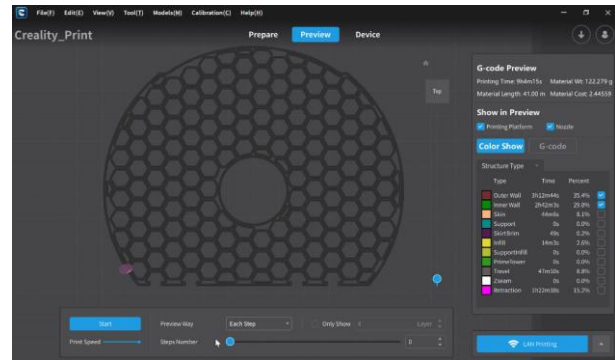 File(F) Edit(E) View(V) Tool(T) Models(M) Calibration(C) Help(H)
Creality_Print
Prepare Preview Device
Top
G-code Preview
Printing Time: 9h4m15s Material Wt: 122.279 g
Material Length: 41.00 m Material Cost: 2.44559
Show in Preview
Printing Platform Nozzle
Color Show G-code
Structure Type
Type Time Percent
Outer Wall 3h12m44s 35.4%
Inner Wall 2h42m3s 29.8%
Skin 44m4s 8.1%
Support 0s 0.0%
SkirtBrim 49s 0.2%
Infill 14m3s 2.6%
SupportInfill 0s 0.0%
PrimeTower 0s 0.0%
Travel 47m50s 8.8%
Zseam 0s 0.0%
Retraction 1h22m38s 15.2%
Start Preview Way Each Step Only Show Layer
Print Speed Steps Number 0
LAN Printing